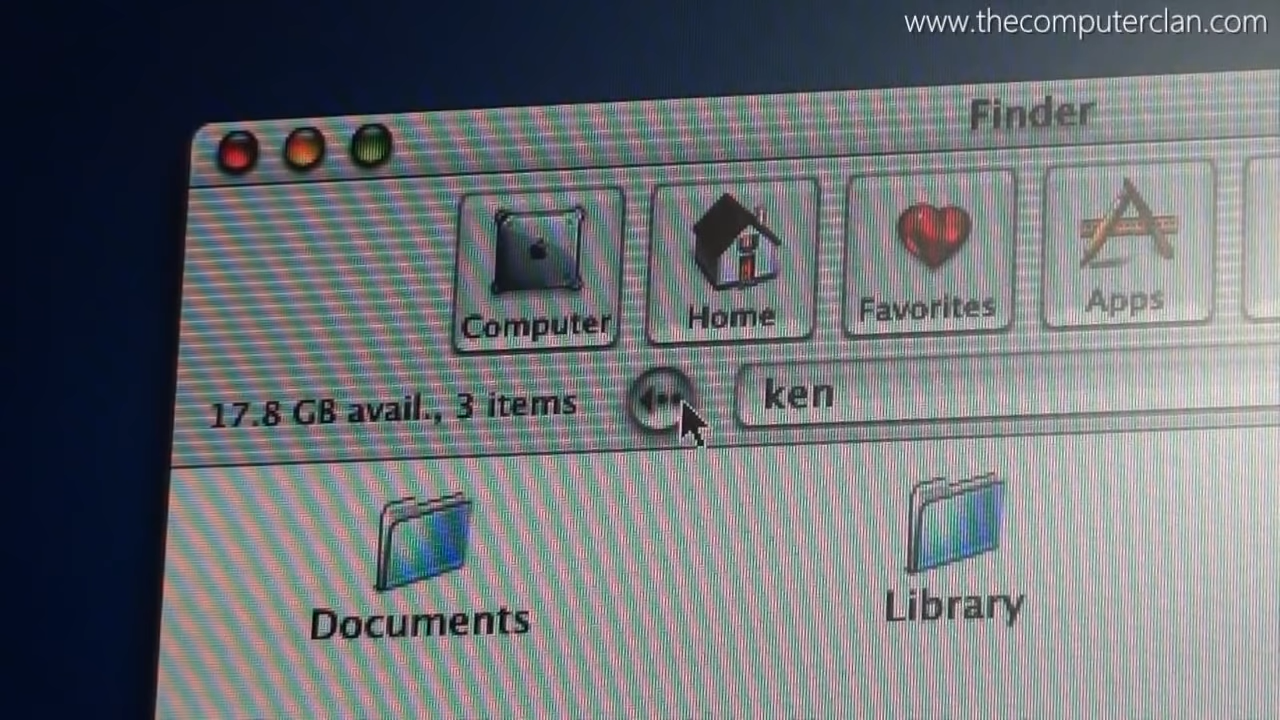 www.thecomputerclan.com
Finder
Computer
Home
Favorites
Apps
17.8 GB avail., 3 items
ken
Documents
Library